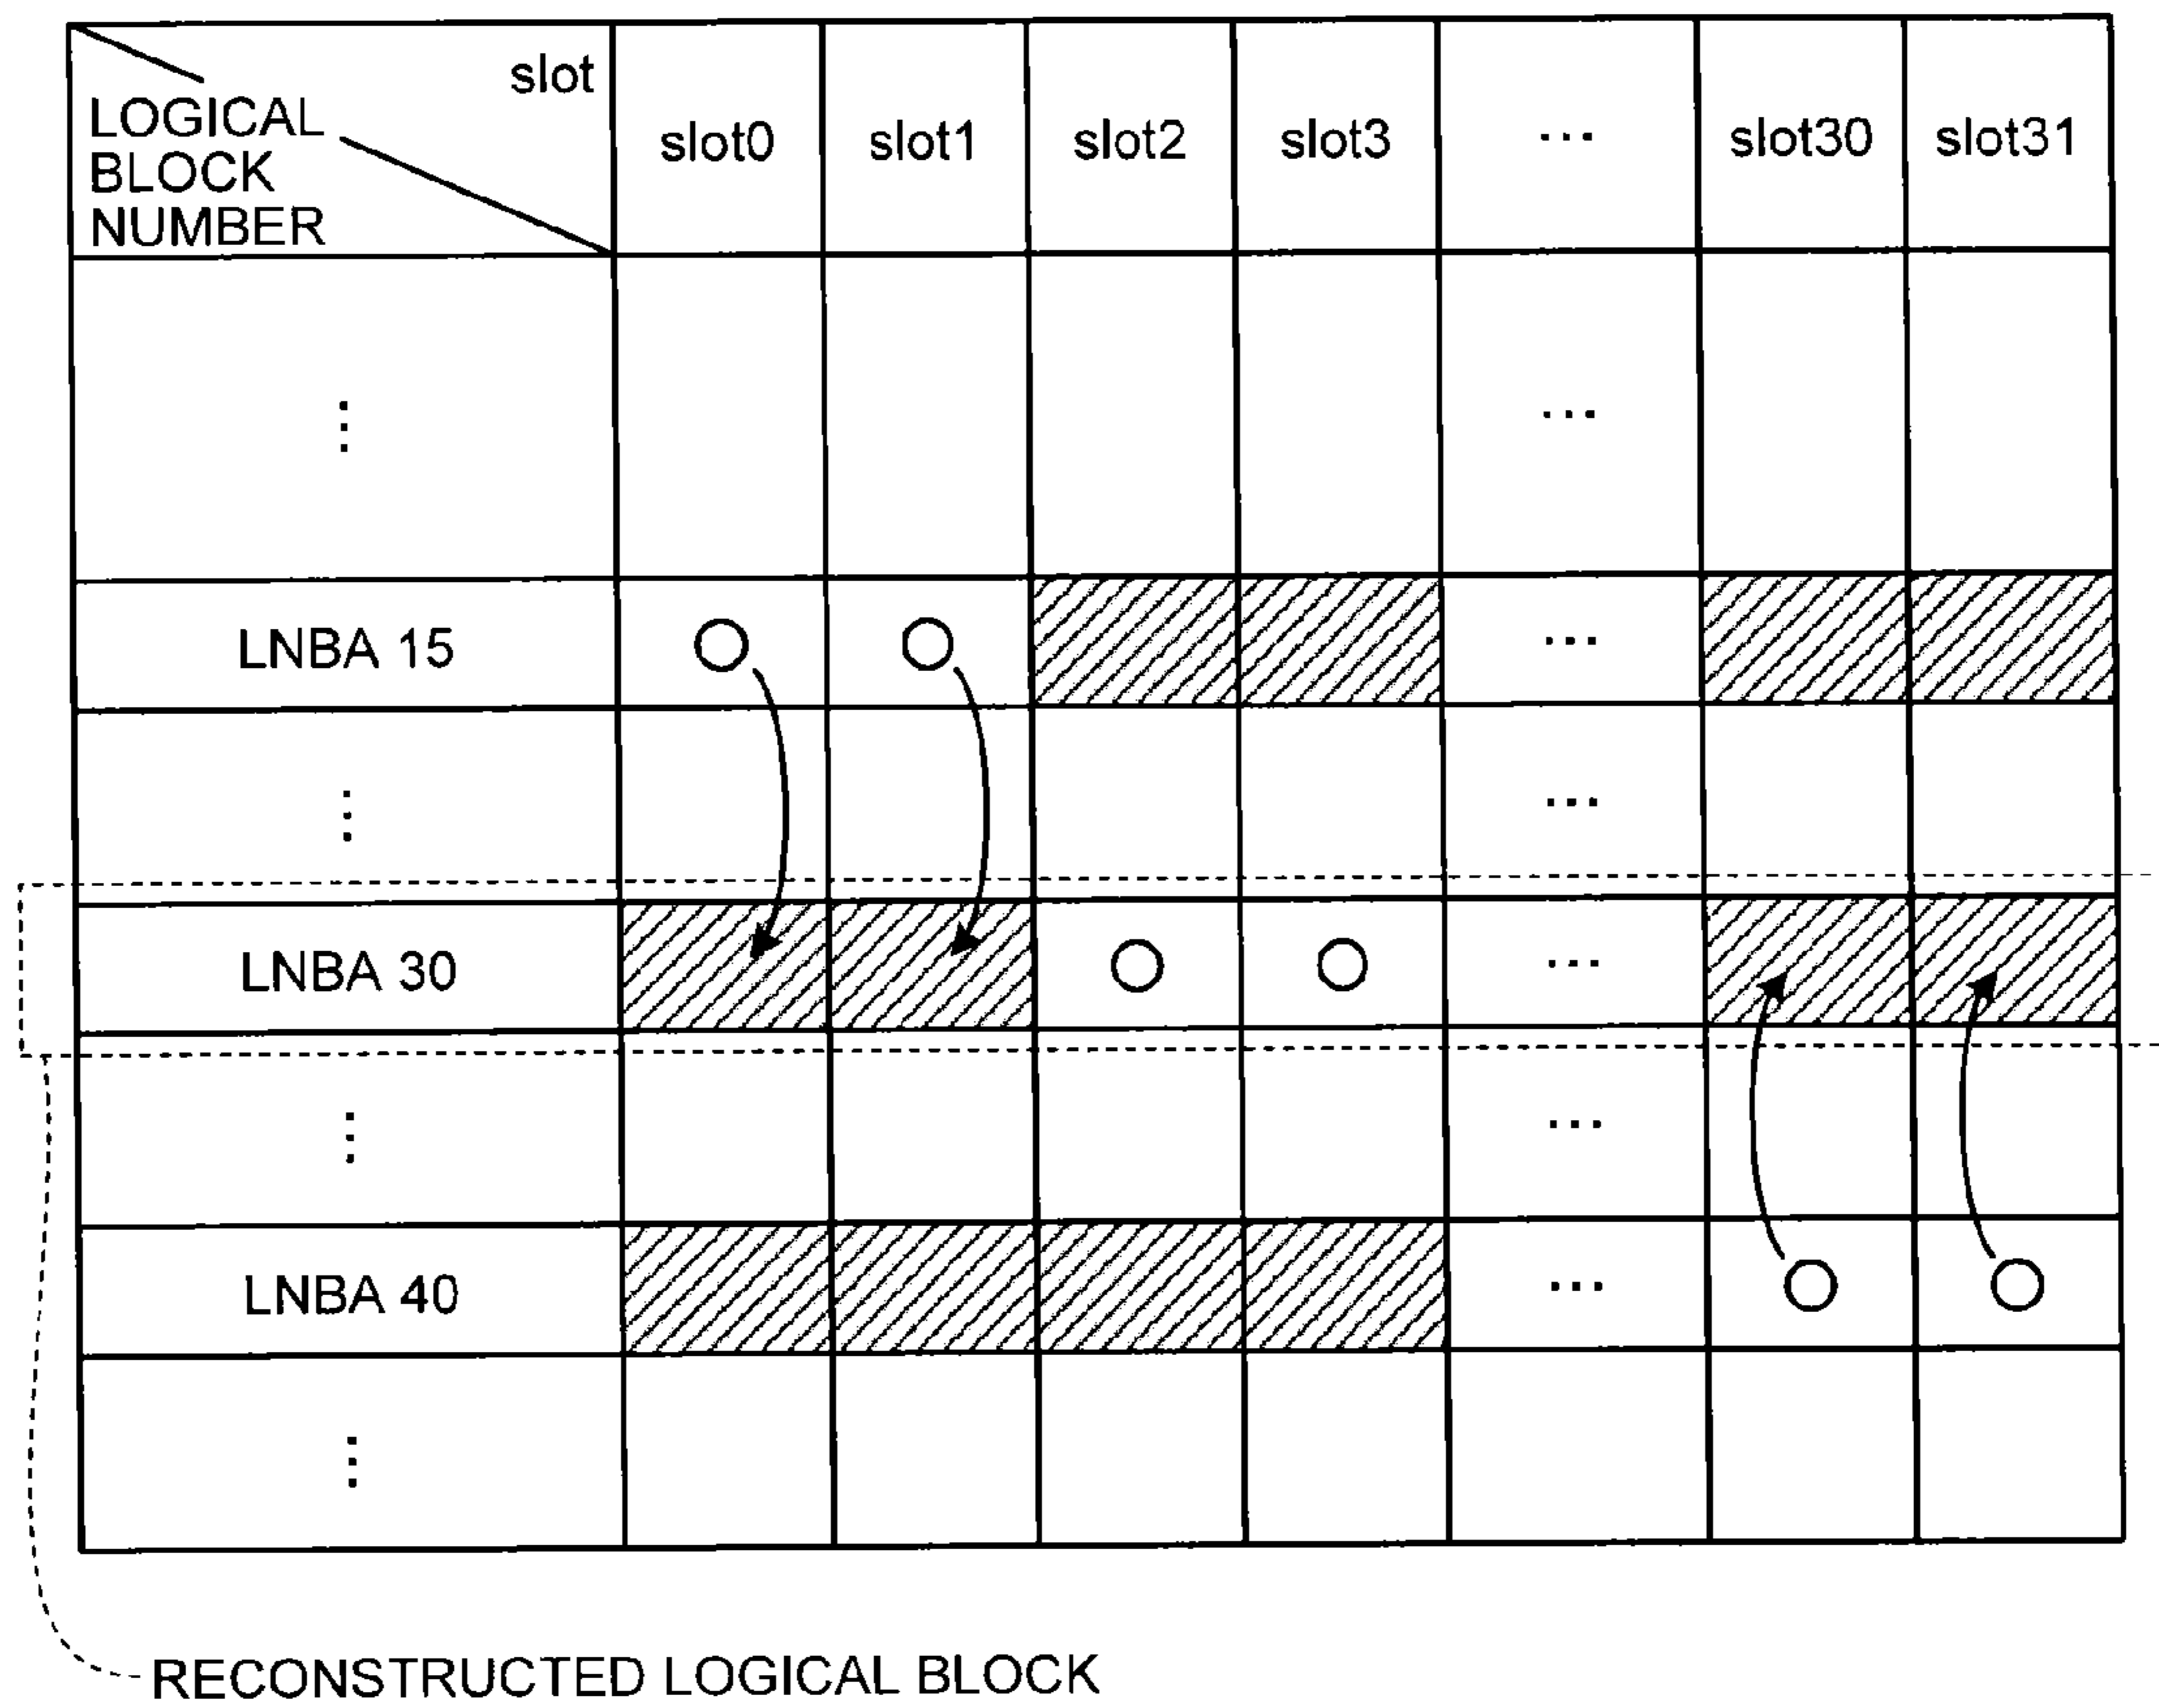 slot
LOGICAL
BLOCK
NUMBER
slot0 slot1 slot2 slot3 ... slot30 slot31
⋮ ...
LNBA 15 ...
⋮ ...
LNBA 30 ...
⋮ ...
LNBA 40 ...
⋮
RECONSTRUCTED LOGICAL BLOCK